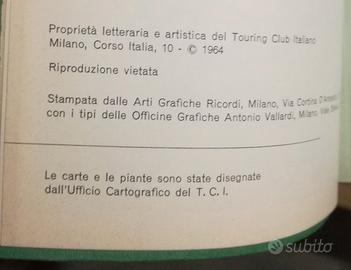 Proprietà letteraria e artistica del Touring Club Italiano
Milano, Corso Italia, 10 - © 1964
Riproduzione vietata
Stampata dalle Arti Grafiche Ricordi, Milano, Via Cortina D'Ampezzo
con i tipi delle Officine Grafiche Antonio Vallardi, Milano, Viale
Le carte e le piante sono state disegnate
dall'Ufficio Cartografico del T. C. I.
subito